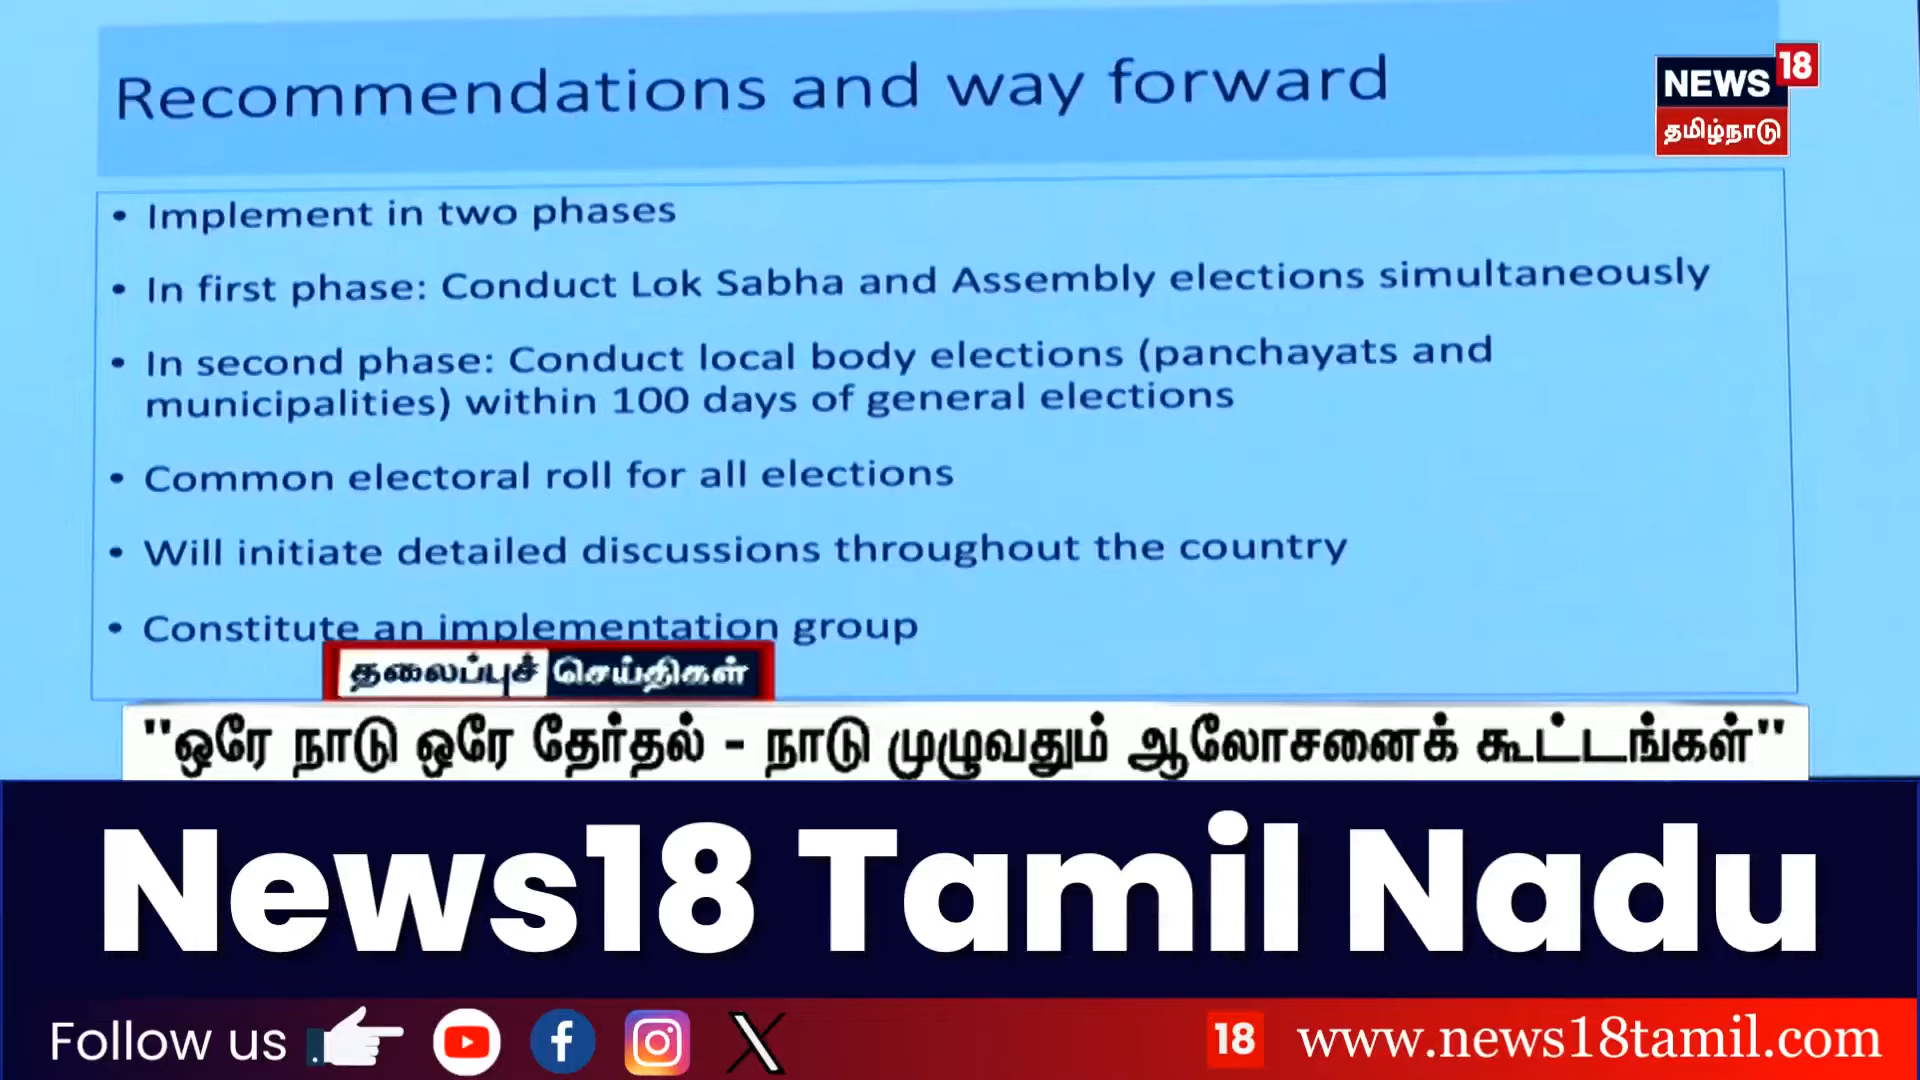 Recommendations and way forward
NEWS 18
தமிழ்நாடு
• Implement in two phases
• In first phase: Conduct Lok Sabha and Assembly elections simultaneously
• In second phase: Conduct local body elections (panchayats and
municipalities) within 100 days of general elections
• Common electoral roll for all elections
• Will initiate detailed discussions throughout the country
• Constitute an implementation group
தலைப்புச் செய்திகள்
"ஒரே நாடு ஒரே தேர்தல் - நாடு முழுவதும் ஆலோசனைக் கூட்டங்கள்"
News18 Tamil Nadu
Follow us
18 www.news18tamil.com